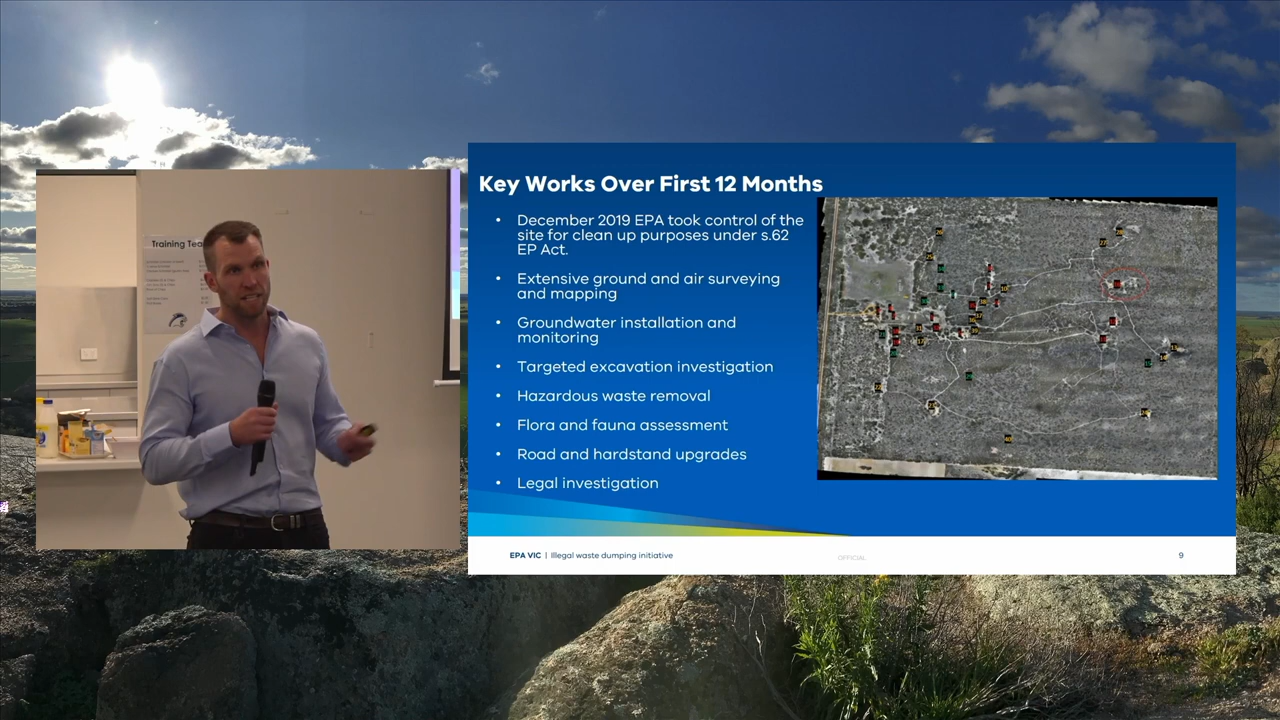 Training Tea
Key Works Over First 12 Months
• December 2019 EPA took control of the
site for clean up purposes under s.62
EP Act.
• Extensive ground and air surveying
and mapping
• Groundwater installation and
monitoring
• Targeted excavation investigation
• Hazardous waste removal
• Flora and fauna assessment
• Road and hardstand upgrades
• Legal investigation
EPA VIC | Illegal waste dumping initiative
OFFICIAL
9